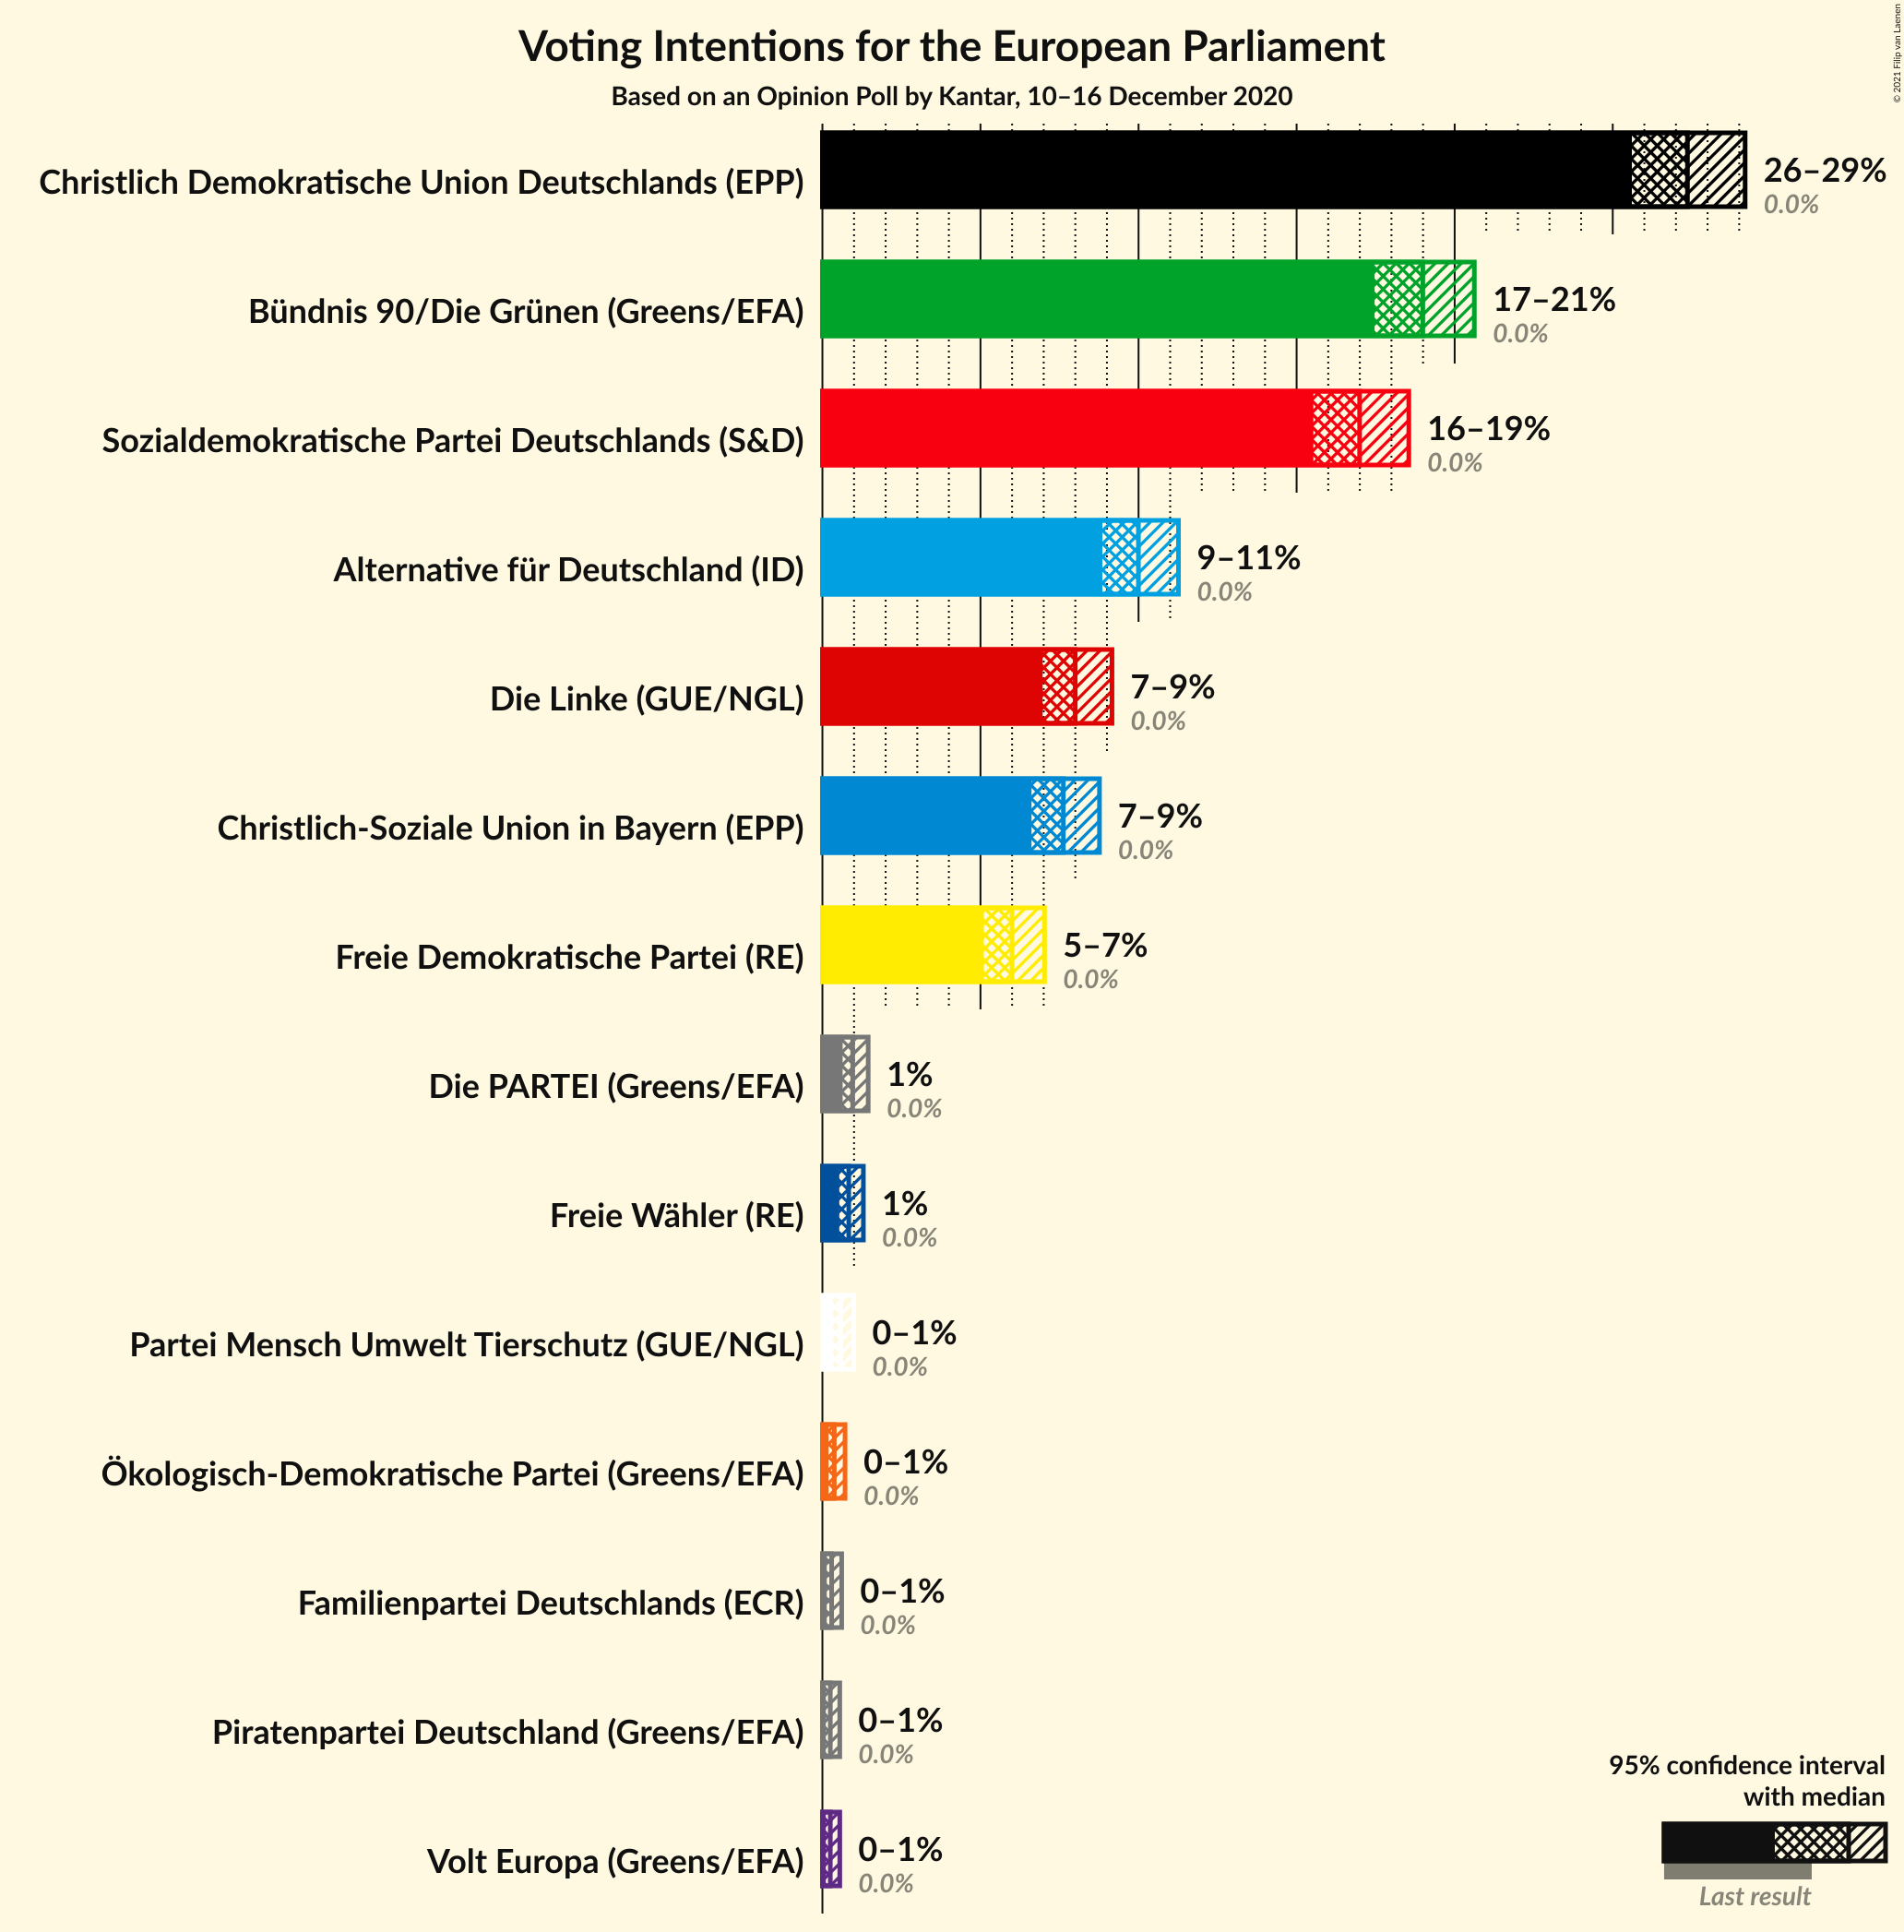 Voting Intentions for the European Parliament
Based on an Opinion Poll by Kantar, 10–16 December 2020
© 2021 Filip van Laenen
Christlich Demokratische Union Deutschlands (EPP)
26–29%
0.0%
Bündnis 90/Die Grünen (Greens/EFA)
17–21%
0.0%
Sozialdemokratische Partei Deutschlands (S&D)
16–19%
0.0%
Alternative für Deutschland (ID)
9–11%
0.0%
Die Linke (GUE/NGL)
7–9%
0.0%
Christlich-Soziale Union in Bayern (EPP)
7–9%
0.0%
Freie Demokratische Partei (RE)
5–7%
0.0%
Die PARTEI (Greens/EFA)
1%
0.0%
Freie Wähler (RE)
1%
0.0%
Partei Mensch Umwelt Tierschutz (GUE/NGL)
0–1%
0.0%
Ökologisch-Demokratische Partei (Greens/EFA)
0–1%
0.0%
Familienpartei Deutschlands (ECR)
0–1%
0.0%
Piratenpartei Deutschland (Greens/EFA)
0–1%
0.0%
Volt Europa (Greens/EFA)
0–1%
0.0%
95% confidence interval
with median
Last result